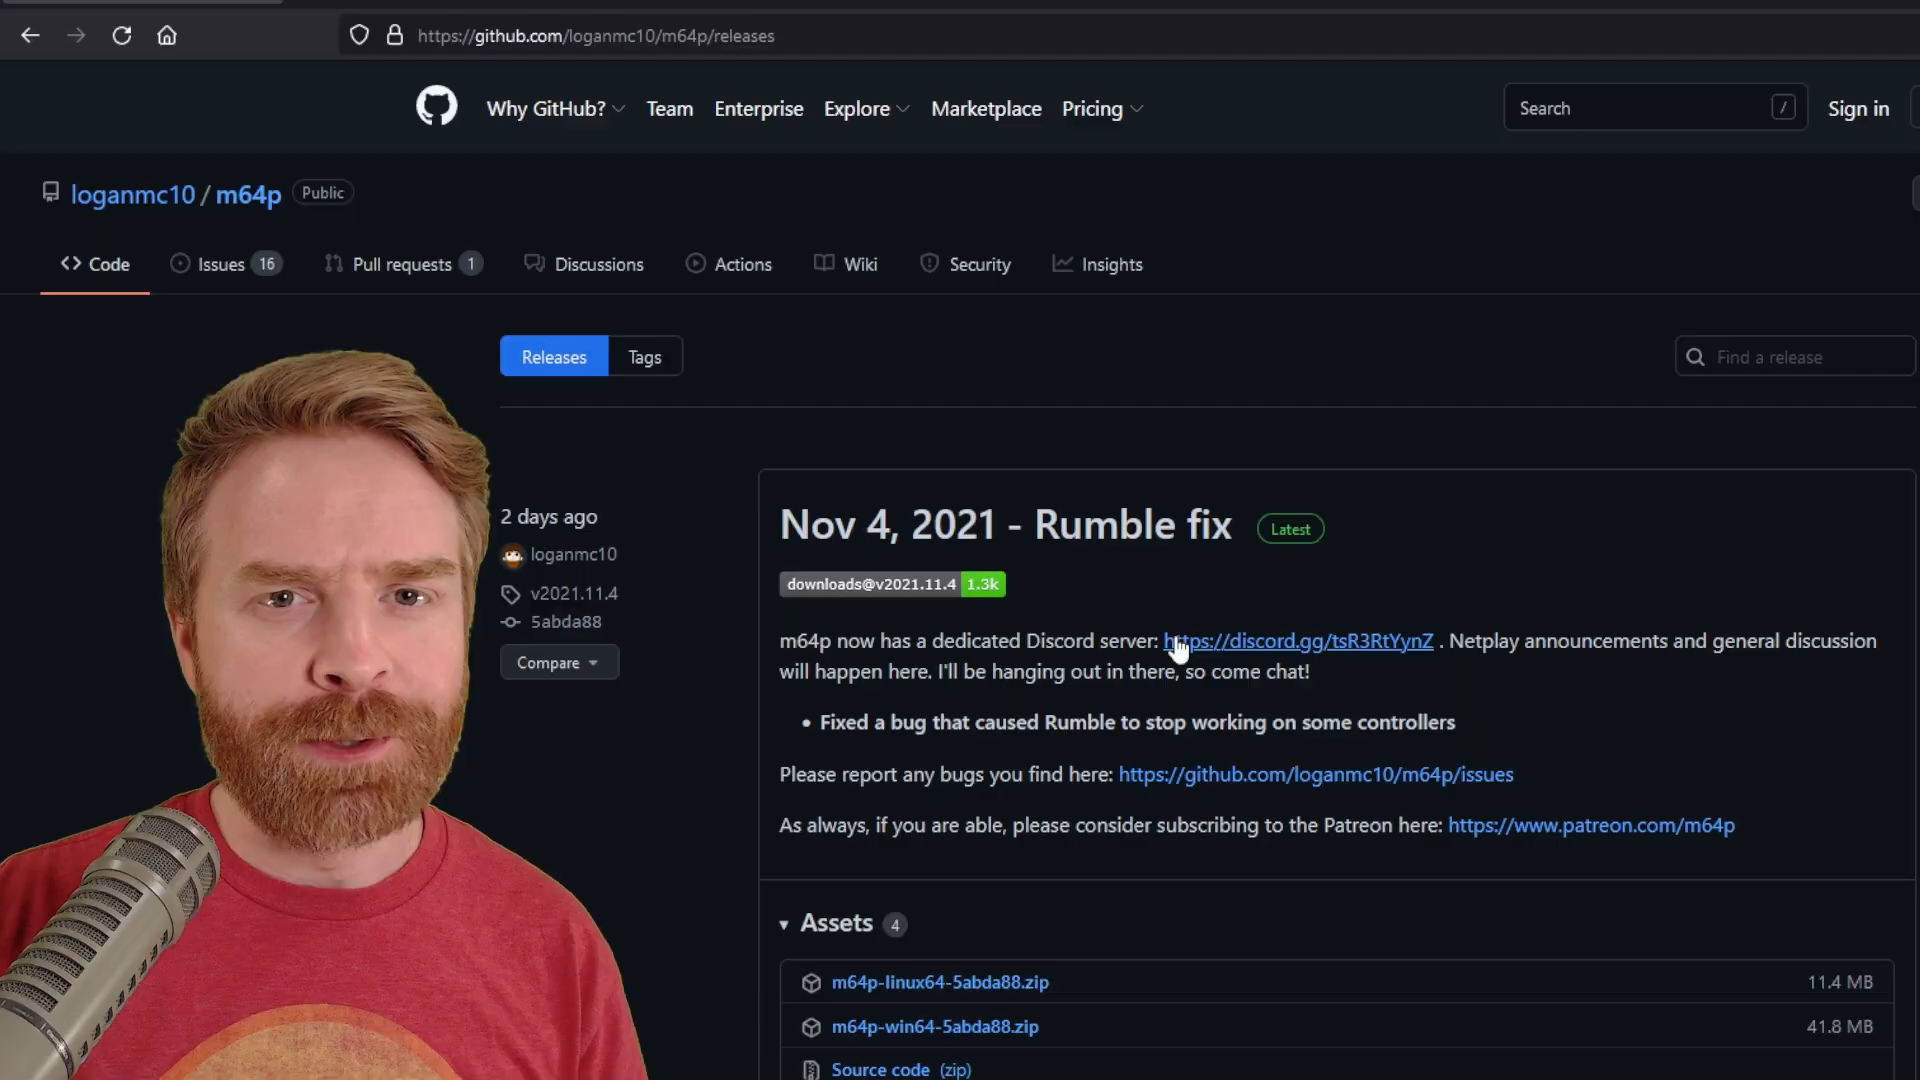 https://github.com/loganmc10/m64p/releases
Why GitHub? Team Enterprise Explore Marketplace Pricing Search / Sign in
loganmc10 / m64p Public
Code Issues 16 Pull requests 1 Discussions Actions Wiki Security Insights
Releases Tags Find a release
2 days ago
loganmc10
v2021.11.4
5abda88
Compare
Nov 4, 2021 - Rumble fix Latest
downloads@v2021.11.4 1.3k
m64p now has a dedicated Discord server: https://discord.gg/tsR3RtYynZ . Netplay announcements and general discussion
will happen here. I'll be hanging out in there, so come chat!
• Fixed a bug that caused Rumble to stop working on some controllers
Please report any bugs you find here: https://github.com/loganmc10/m64p/issues
As always, if you are able, please consider subscribing to the Patreon here: https://www.patreon.com/m64p
Assets 4
m64p-linux64-5abda88.zip 11.4 MB
m64p-win64-5abda88.zip 41.8 MB
Source code (zip)